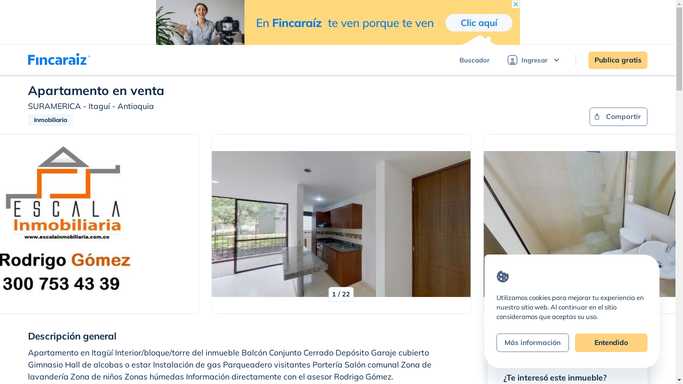 En Fincaraíz te ven porque te ven
Clic aquí
Fincaraiz
Buscador
Ingresar
Publica gratis
Apartamento en venta
SURAMERICA - Itaguí - Antioquia
Inmobiliaria
Compartir
ESCALA
Inmobiliaria
www.escalainmobiliaria.com.co
Rodrigo Gómez
300 753 43 39
1 / 22
Utilizamos cookies para mejorar tu experiencia en
nuestro sitio web. Al continuar en el sitio
consideramos que aceptas su uso.
Más información
Entendido
Descripción general
Apartamento en Itagüí Interior/bloque/torre del inmueble Balcón Conjunto Cerrado Depósito Garaje cubierto
Gimnasio Hall de alcobas o estar Instalación de gas Parqueadero visitantes Portería Salón comunal Zona de
lavandería Zona de niños Zonas húmedas Información directamente con el asesor Rodrigo Gómez.
¿Te interesó este inmueble?